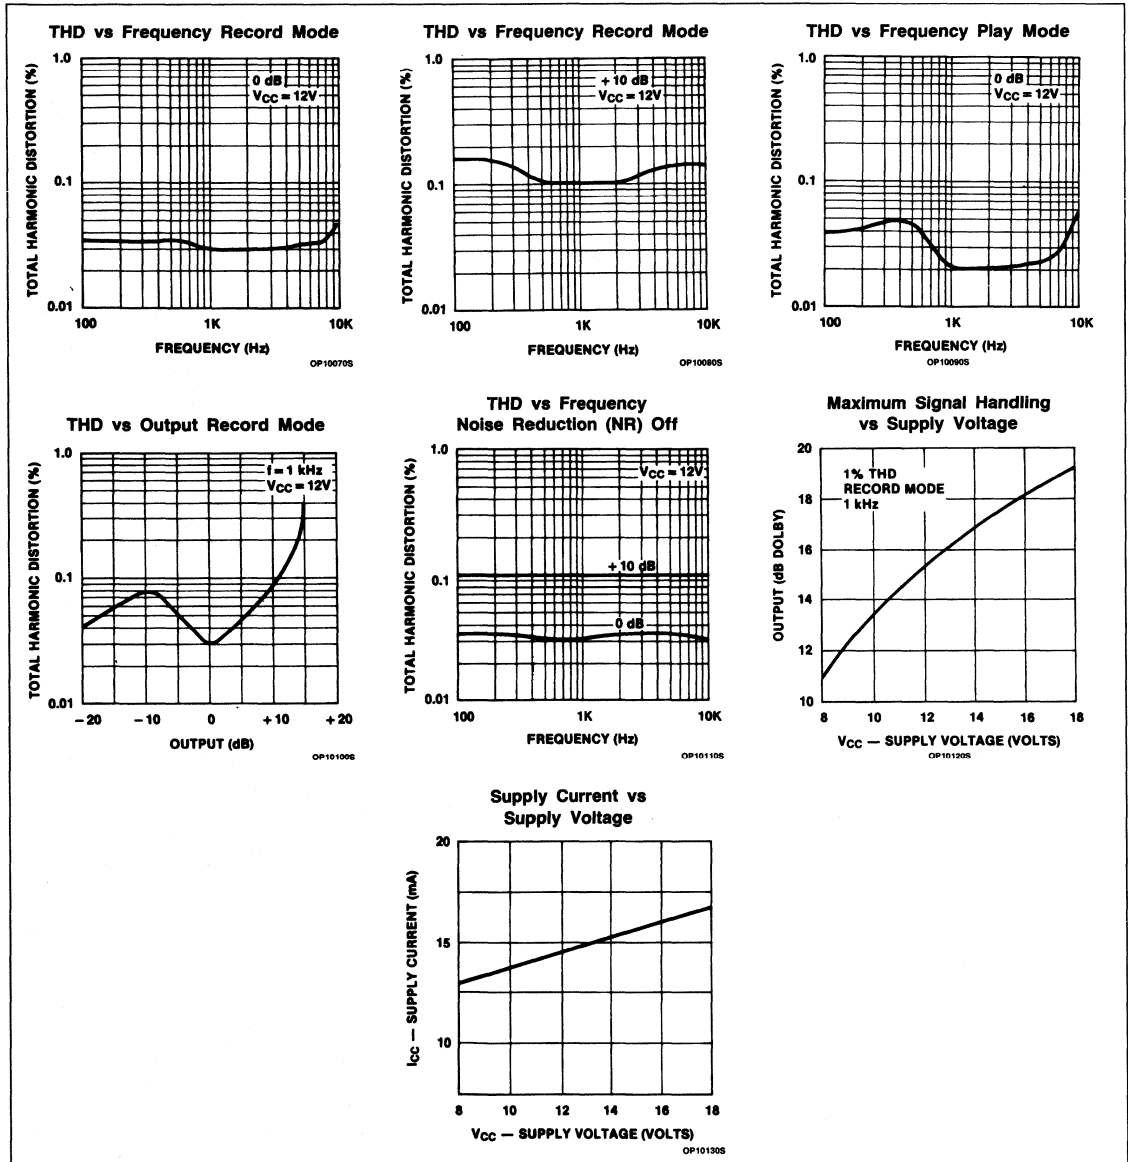 THD vs Frequency Record Mode
TOTAL HARMONIC DISTORTION (%)
1.0
0.1
0.01
0 dB
VCC = 12V
100
1K
10K
FREQUENCY (Hz)
OP10070S
THD vs Frequency Record Mode
TOTAL HARMONIC DISTORTION (%)
1.0
0.1
0.01
+ 10 dB
VCC = 12V
100
1K
10K
FREQUENCY (Hz)
OP10080S
THD vs Frequency Play Mode
TOTAL HARMONIC DISTORTION (%)
1.0
0.1
0.01
0 dB
VCC = 12V
100
1K
10K
FREQUENCY (Hz)
OP10090S
THD vs Output Record Mode
TOTAL HARMONIC DISTORTION (%)
1.0
0.1
0.01
f = 1 kHz
VCC = 12V
−20
−10
0
+10
+20
OUTPUT (dB)
OP10100S
THD vs Frequency
Noise Reduction (NR) Off
TOTAL HARMONIC DISTORTION (%)
1.0
0.1
0.01
VCC = 12V
+ 10 dB
0 dB
100
1K
10K
FREQUENCY (Hz)
OP10110S
Maximum Signal Handling
vs Supply Voltage
OUTPUT (dB DOLBY)
20
18
16
14
12
10
1% THD
RECORD MODE
1 kHz
8
10
12
14
16
18
VCC — SUPPLY VOLTAGE (VOLTS)
OP10120S
Supply Current vs
Supply Voltage
ICC — SUPPLY CURRENT (mA)
20
15
10
8
10
12
14
16
18
VCC — SUPPLY VOLTAGE (VOLTS)
OP10130S